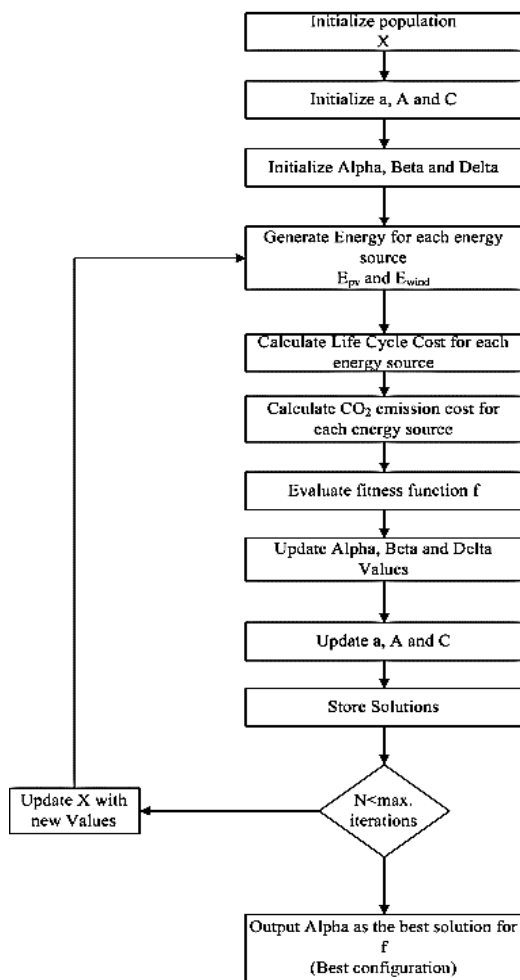 Initialize population
X
Initialize a, A and C
Initialize Alpha, Beta and Delta
Generate Energy for each energy
source
Epv and Ewind
Calculate Life Cycle Cost for each
energy source
Calculate CO2 emission cost for
each energy source
Evaluate fitness function f
Update Alpha, Beta and Delta
Values
Update a, A and C
Store Solutions
N<max.
iterations
Update X with
new Values
Output Alpha as the best solution for
f
(Best configuration)